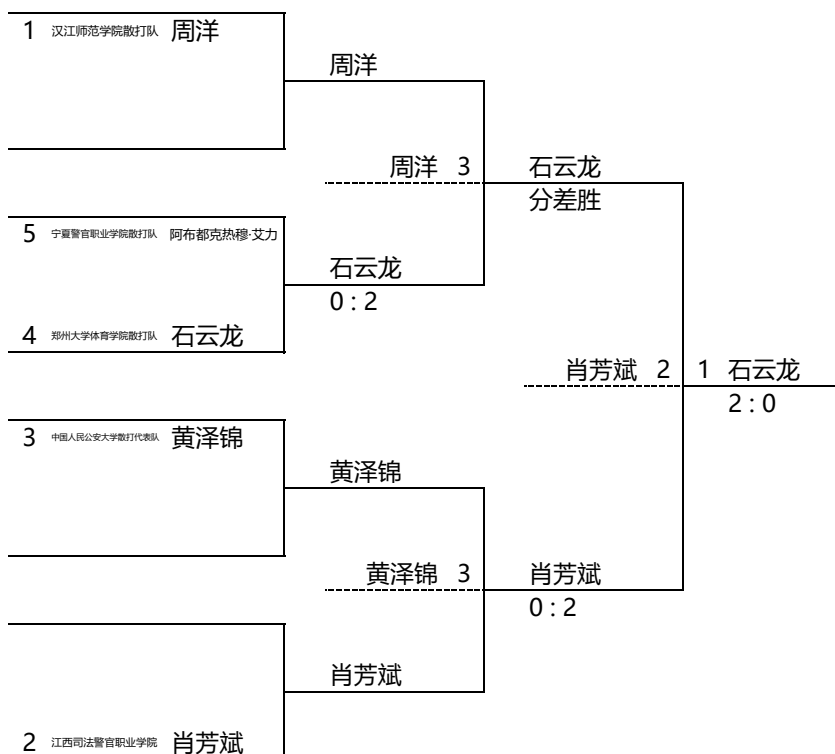 1 汉江师范学院散打队 周洋
周洋
周洋 3
石云龙
分差胜
5 宁夏警官职业学院散打队 阿布都克热穆·艾力
石云龙
0 : 2
4 郑州大学体育学院散打队 石云龙
肖芳斌 2
1 石云龙
2 : 0
3 中国人民公安大学散打代表队 黄泽锦
黄泽锦
黄泽锦 3
肖芳斌
0 : 2
肖芳斌
2 江西司法警官职业学院 肖芳斌